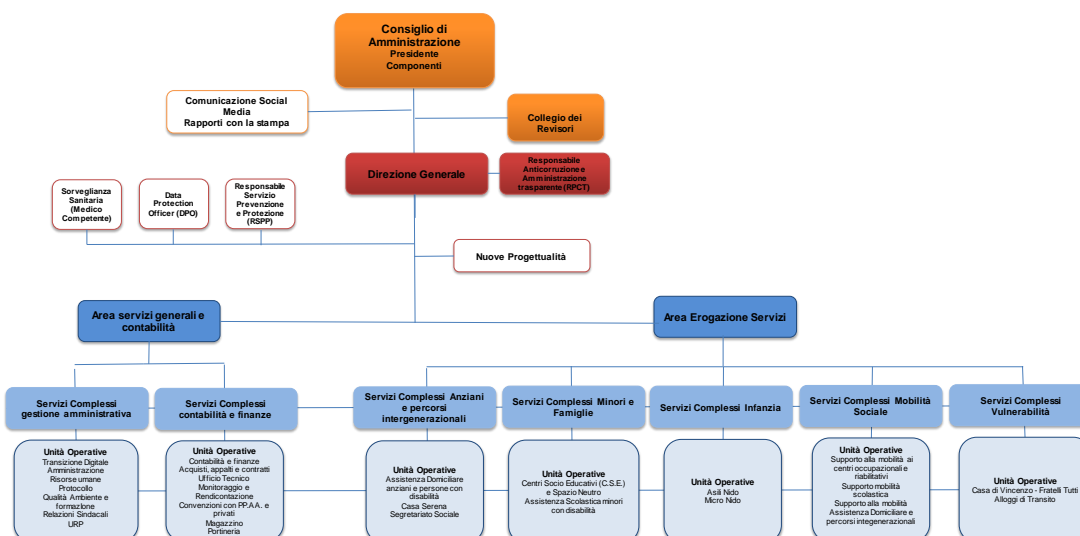 Consiglio di
Amministrazione
Presidente
Componenti
Comunicazione Social
Media
Rapporti con la stampa
Collegio dei
Revisori
Direzione Generale
Responsabile
Anticorruzione e
Amministrazione
trasparente (RPCT)
Sorveglianza
Sanitaria
(Medico
Competente)
Data
Protection
Officer (DPO)
Responsabile
Servizio
Prevenzione
e Protezione
(RSPP)
Nuove Progettualità
Area servizi generali e
contabilità
Area Erogazione Servizi
Servizi Complessi
gestione amministrativa
Servizi Complessi
contabilità e finanze
Servizi Complessi Anziani
e percorsi
intergenerazionali
Servizi Complessi Minori e
Famiglie
Servizi Complessi Infanzia
Servizi Complessi Mobilità
Sociale
Servizi Complessi
Vulnerabilità
Unità Operative
Transizione Digitale
Amministrazione
Risorse umane
Protocollo
Qualità Ambiente e
formazione
Relazioni Sindacali
URP
Unità Operative
Contabilità e finanze
Acquisti, appalti e contratti
Ufficio Tecnico
Monitoraggio e
Rendicontazione
Convenzioni con PP.AA. e
privati
Magazzino
Portineria
Unità Operative
Assistenza Domiciliare
anziani e persone con
disabilità
Casa Serena
Segretariato Sociale
Unità Operative
Centri Socio Educativi (C.S.E.)
e Spazio Neutro
Assistenza Scolastica minori
con disabilità
Unità Operative
Asili Nido
Micro Nido
Unità Operative
Supporto alla mobilità ai
centri occupazionali e
riabilitativi
Supporto mobilità
scolastica
Supporto alla mobilità
Assistenza Domiciliare e
percorsi integenerazionali
Unità Operative
Casa di Vincenzo - Fratelli Tutti
Alloggi di Transito